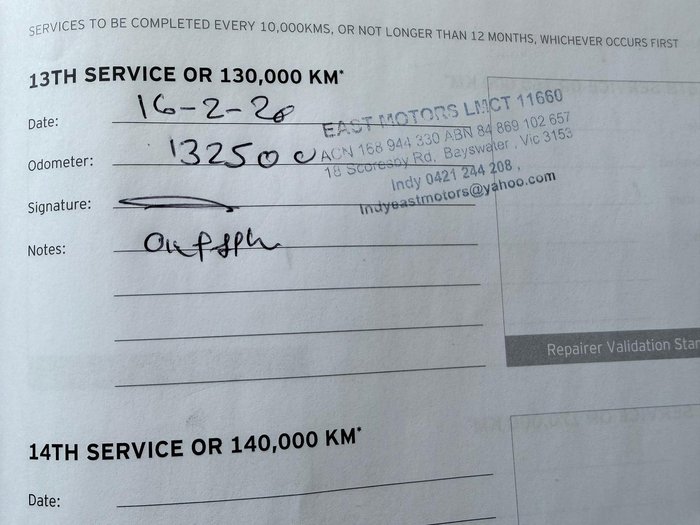 SERVICES TO BE COMPLETED EVERY 10,000KMS, OR NOT LONGER THAN 12 MONTHS, WHICHEVER OCCURS FIRST
13TH SERVICE OR 130,000 KM*
Date: 16-2-20
EAST MOTORS LMCT 11660
Odometer: 132500
ACN 168 944 330 ABN 84 869 102 657
18 Scoresby Rd, Bayswater, Vic 3153
Indy 0421 244 208,
Indyeastmotors@yahoo.com
Signature:
Notes:
Repairer Validation
14TH SERVICE OR 140,000 KM*
Date: